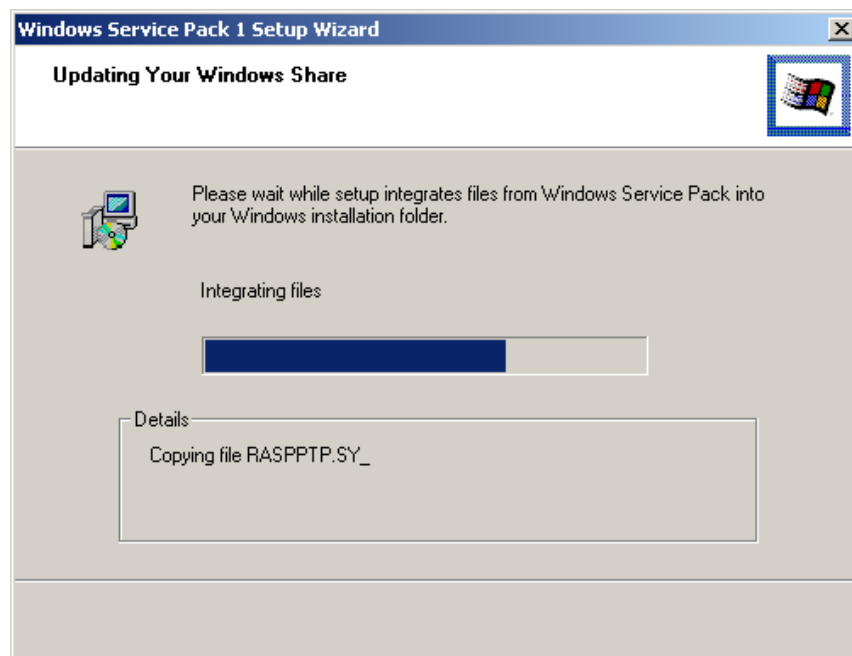 Windows Service Pack 1 Setup Wizard
Updating Your Windows Share
Please wait while setup integrates files from Windows Service Pack into
your Windows installation folder.
Integrating files
Details
Copying file RASPPTP.SY_